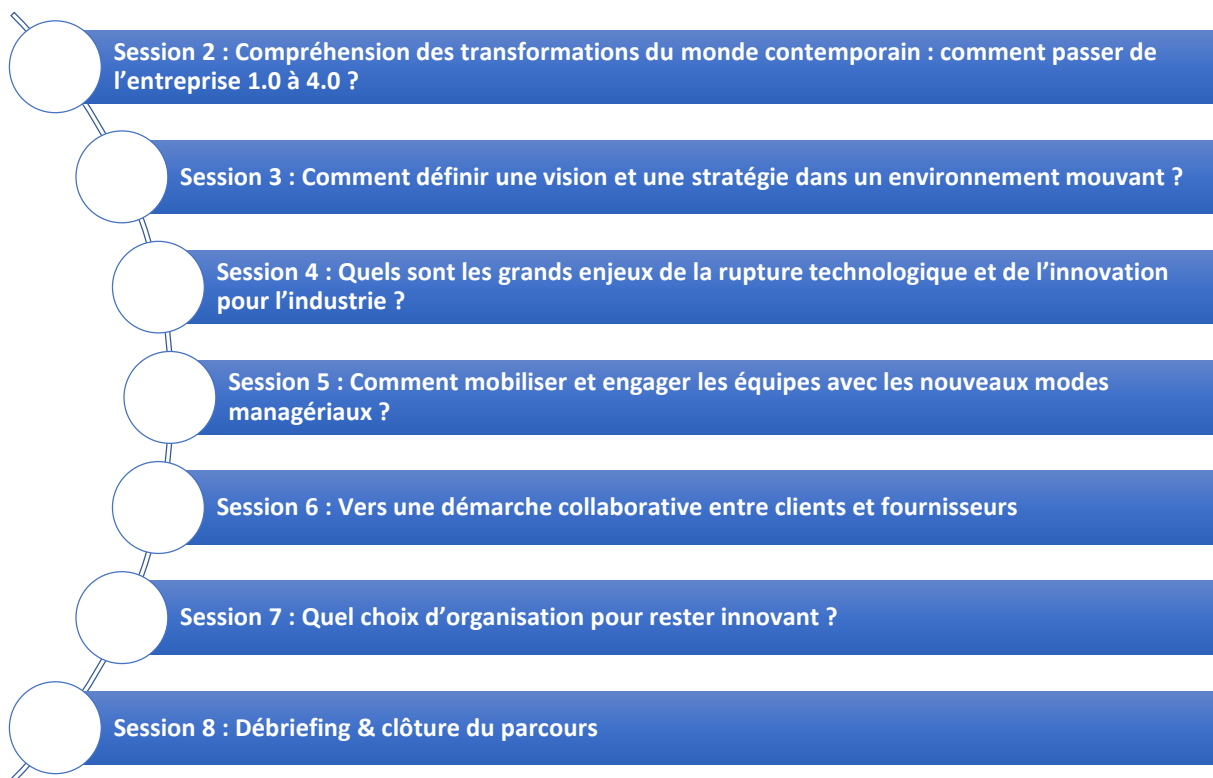 Session 2 : Compréhension des transformations du monde contemporain : comment passer de
l’entreprise 1.0 à 4.0 ?
Session 3 : Comment définir une vision et une stratégie dans un environnement mouvant ?
Session 4 : Quels sont les grands enjeux de la rupture technologique et de l’innovation
pour l’industrie ?
Session 5 : Comment mobiliser et engager les équipes avec les nouveaux modes
managériaux ?
Session 6 : Vers une démarche collaborative entre clients et fournisseurs
Session 7 : Quel choix d’organisation pour rester innovant ?
Session 8 : Débriefing & clôture du parcours